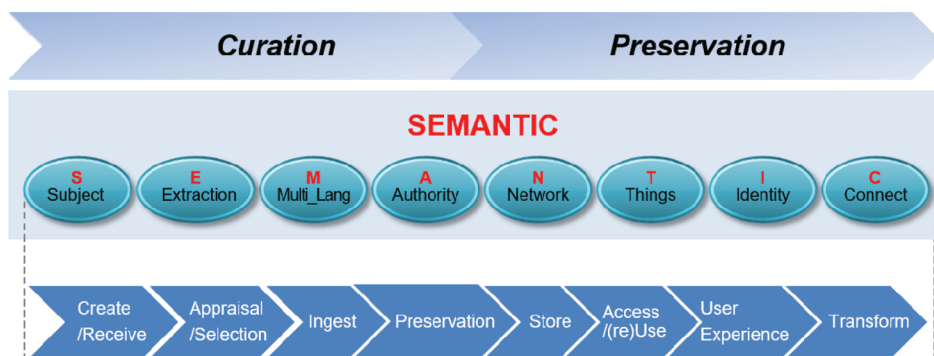 Curation Preservation
SEMANTIC
S E M A N T I C
Subject Extraction Multi_Lang Authority Network Things Identity Connect
Create Appraisal Ingest Preservation Store Access User Transform
/Receive /Selection /(re)Use Experience